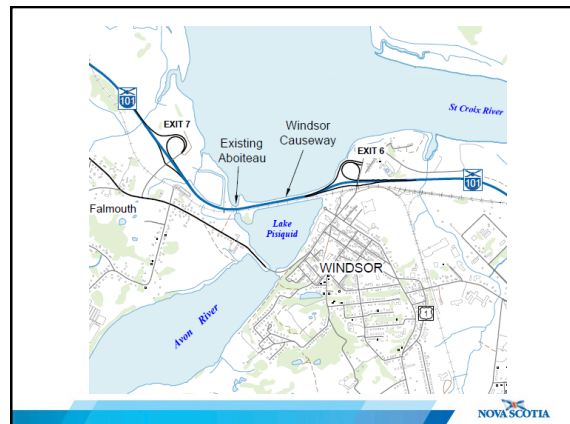 101
EXIT 7
Existing
Aboiteau
Windsor
Causeway
St Croix River
EXIT 6
101
Falmouth
Lake
Pisiquid
WINDSOR
Avon River
1
NOVA SCOTIA